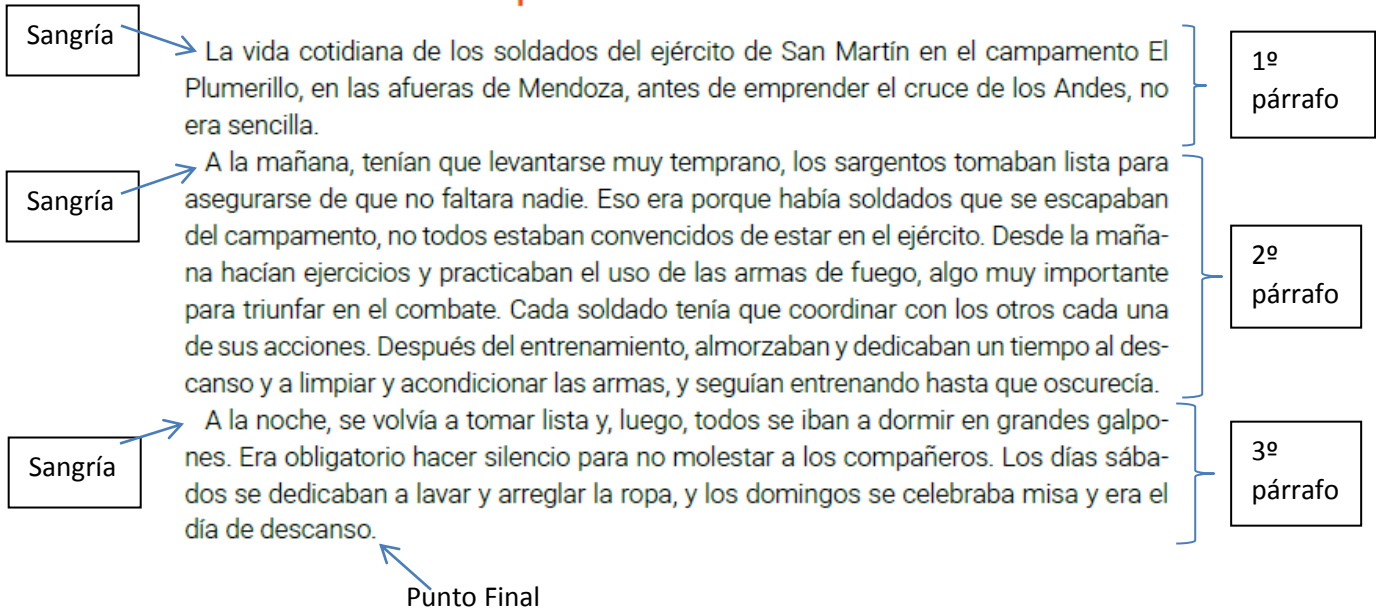 Sangría
La vida cotidiana de los soldados del ejército de San Martín en el campamento El
Plumerillo, en las afueras de Mendoza, antes de emprender el cruce de los Andes, no
era sencilla.
1º
párrafo
Sangría
A la mañana, tenían que levantarse muy temprano, los sargentos tomaban lista para
asegurarse de que no faltara nadie. Eso era porque había soldados que se escapaban
del campamento, no todos estaban convencidos de estar en el ejército. Desde la maña-
na hacían ejercicios y practicaban el uso de las armas de fuego, algo muy importante
para triunfar en el combate. Cada soldado tenía que coordinar con los otros cada una
de sus acciones. Después del entrenamiento, almorzaban y dedicaban un tiempo al des-
canso y a limpiar y acondicionar las armas, y seguían entrenando hasta que oscurecía.
2º
párrafo
Sangría
A la noche, se volvía a tomar lista y, luego, todos se iban a dormir en grandes galpo-
nes. Era obligatorio hacer silencio para no molestar a los compañeros. Los días sába-
dos se dedicaban a lavar y arreglar la ropa, y los domingos se celebraba misa y era el
día de descanso.
3º
párrafo
Punto Final